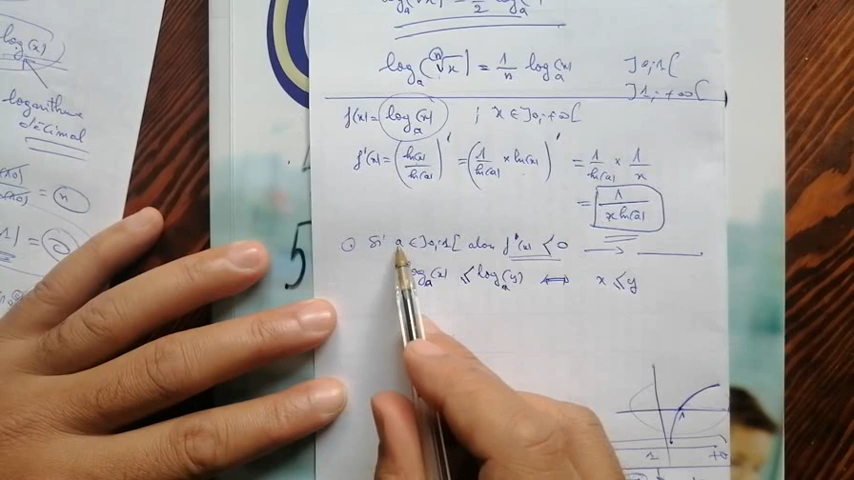 log(x)
logarithme
décimal
= n
log_a(ⁿ√x) = 1/n log_a(x)
]0;1[
]1;+∞[
f(x) = log_a(x) ; x ∈ ]0;+∞[
f'(x) = (ln(x)/ln(a))' = (1/ln(a) × ln(x))' = 1/ln(a) × 1/x
= 1/(x ln(a))
Si a ∈ ]0;1[ alors f'(x) < 0 →
log_a(x) ≤ log_a(y) ⟺ x ≤ y
1
5